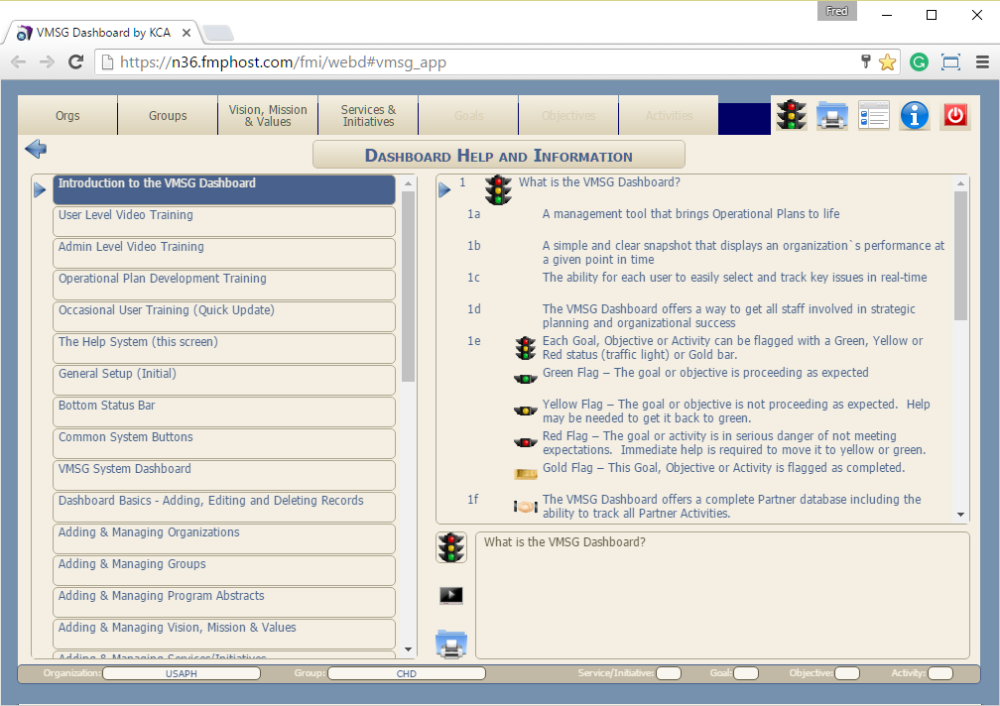 Fred
VMSG Dashboard by KCA
https://n36.fmphost.com/fmi/webd#vmsg_app
Orgs
Groups
Vision, Mission
& Values
Services &
Initiatives
Goals
Objectives
Activities
Dashboard Help and Information
Introduction to the VMSG Dashboard
User Level Video Training
Admin Level Video Training
Operational Plan Development Training
Occasional User Training (Quick Update)
The Help System (this screen)
General Setup (Initial)
Bottom Status Bar
Common System Buttons
VMSG System Dashboard
Dashboard Basics - Adding, Editing and Deleting Records
Adding & Managing Organizations
Adding & Managing Groups
Adding & Managing Program Abstracts
Adding & Managing Vision, Mission & Values
Adding & Managing Services/Initiatives
1 What is the VMSG Dashboard?
1a A management tool that brings Operational Plans to life
1b A simple and clear snapshot that displays an organization`s performance at
a given point in time
1c The ability for each user to easily select and track key issues in real-time
1d The VMSG Dashboard offers a way to get all staff involved in strategic
planning and organizational success
1e Each Goal, Objective or Activity can be flagged with a Green, Yellow or
Red status (traffic light) or Gold bar.
Green Flag – The goal or objective is proceeding as expected
Yellow Flag – The goal or objective is not proceeding as expected.  Help
may be needed to get it back to green.
Red Flag – The goal or activity is in serious danger of not meeting
expectations.  Immediate help is required to move it to yellow or green.
Gold Flag – This Goal, Objective or Activity is flagged as completed.
1f The VMSG Dashboard offers a complete Partner database including the
ability to track all Partner Activities.
What is the VMSG Dashboard?
Organization: USAPH Group: CHD Service/Initiative: Goal: Objective: Activity: